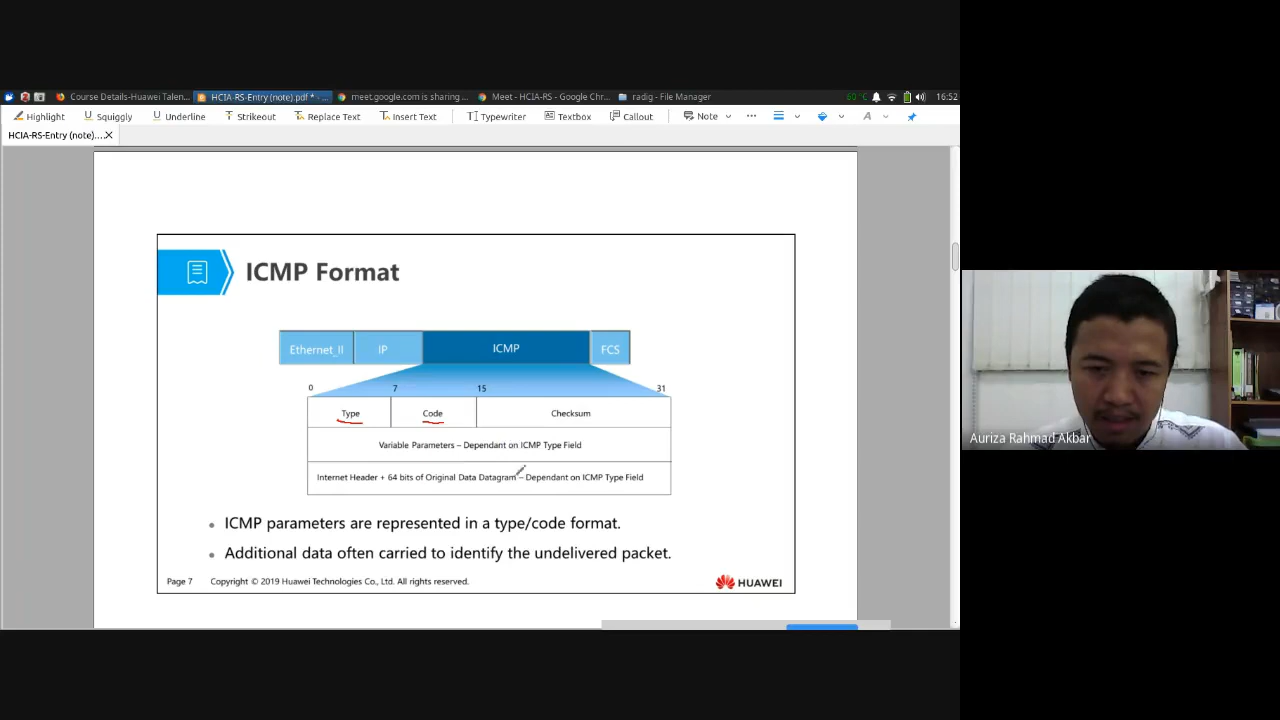 Course Details-Huawei Talen...
HCIA-RS-Entry (note).pdf * - ...
meet.google.com is sharing ...
Meet - HCIA-RS - Google Chr...
radig - File Manager
60 °C
16:52
Highlight
Squiggly
Underline
Strikeout
Replace Text
Insert Text
Typewriter
Textbox
Callout
Note
HCIA-RS-Entry (note)....
ICMP Format
Ethernet_II
IP
ICMP
FCS
0
7
15
31
Type
Code
Checksum
Variable Parameters – Dependant on ICMP Type Field
Internet Header + 64 bits of Original Data Datagram – Dependant on ICMP Type Field
• ICMP parameters are represented in a type/code format.
• Additional data often carried to identify the undelivered packet.
Page 7
Copyright © 2019 Huawei Technologies Co., Ltd. All rights reserved.
HUAWEI
Auriza Rahmad Akbar